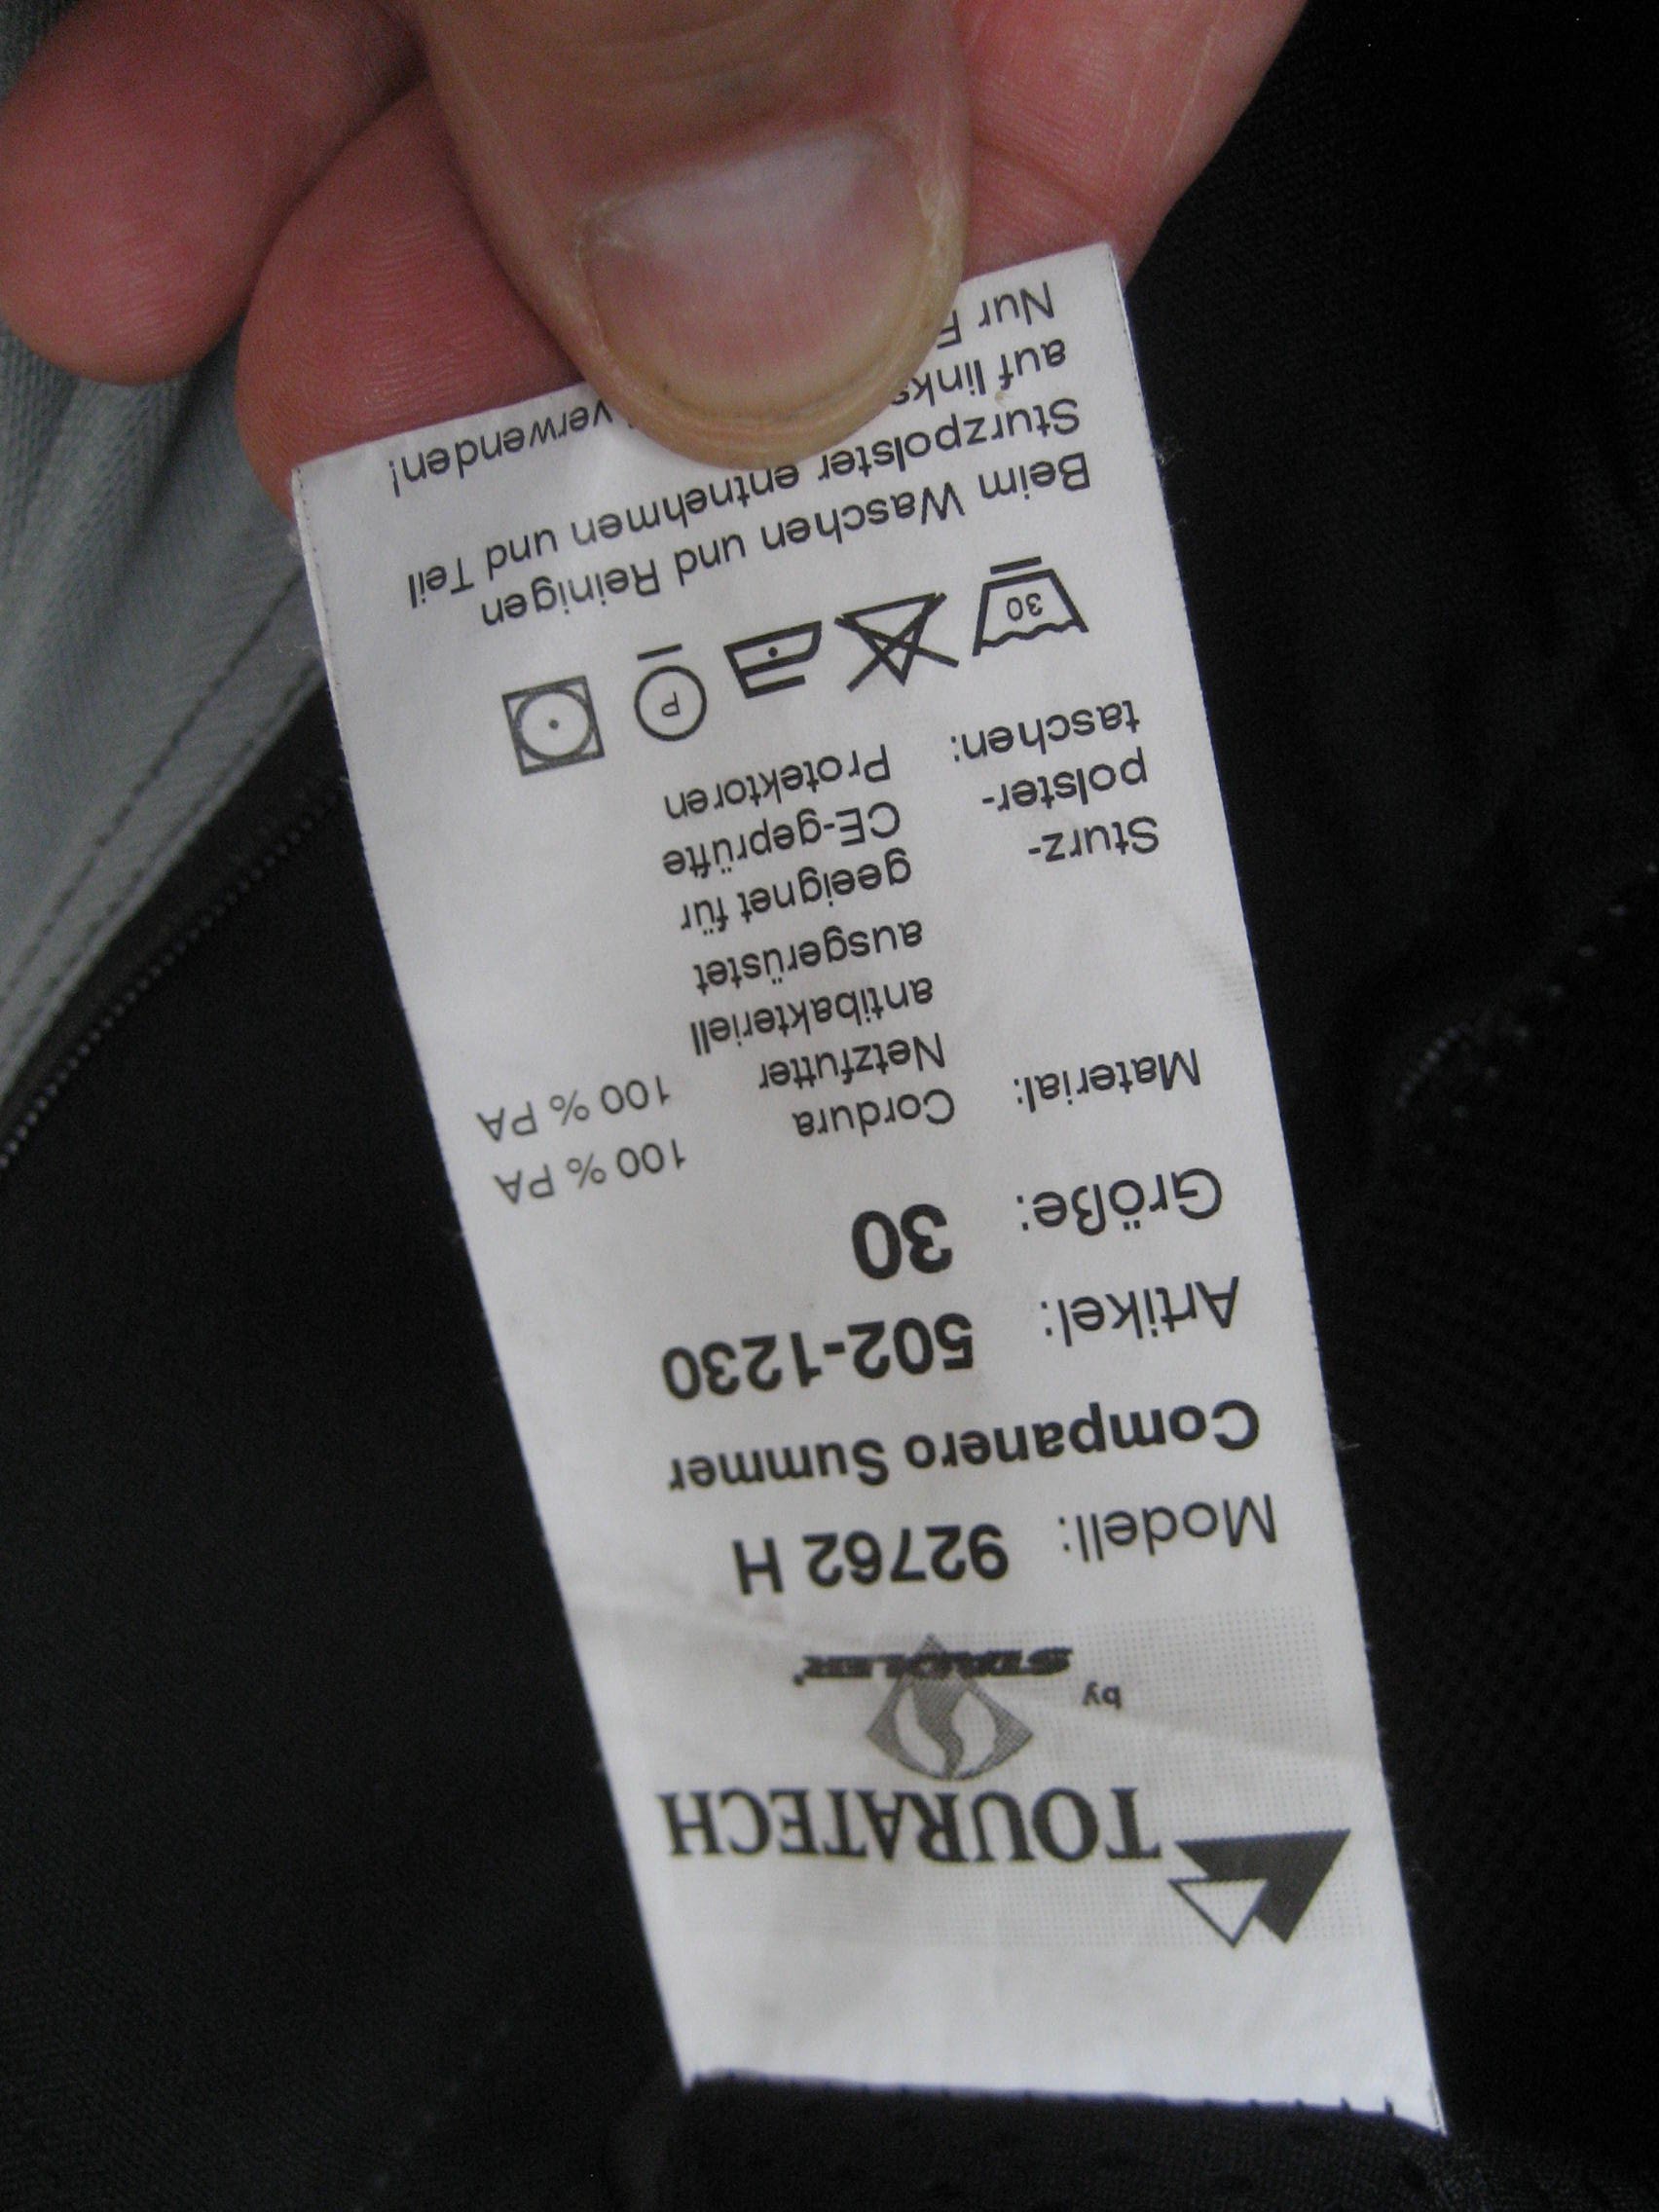 TOURATECH
by STADLER
Modell: 92762 H
Companero Summer
Artikel: 502-1230
Größe: 30
Material: Cordura 100 % PA
Netzfutter 100 % PA
antibakteriell
ausgerüstet
Sturz- geeignet für
polster- CE-geprüfte
taschen: Protektoren
30 P
Beim Waschen und Reinigen
Sturzpolster entnehmen und Teil
auf links
Nur verwenden!